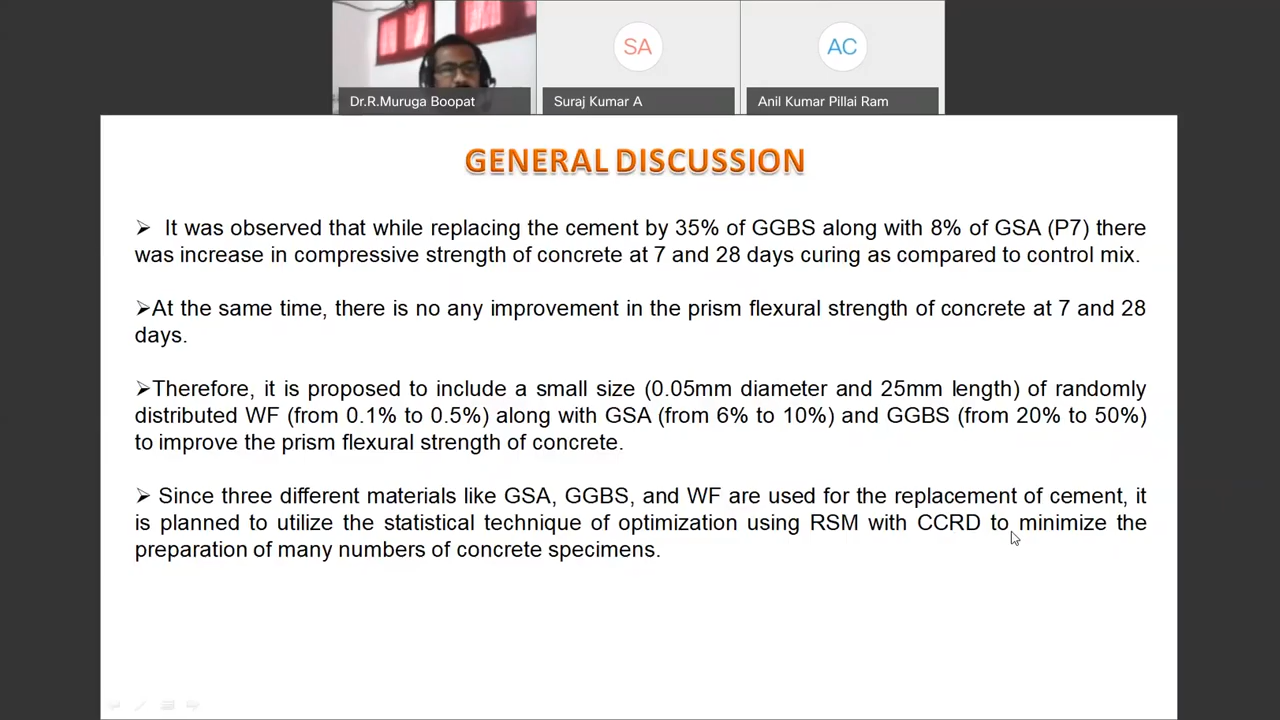 SA
AC
Dr.R.Muruga Boopat
Suraj Kumar A
Anil Kumar Pillai Ram
GENERAL DISCUSSION
➢ It was observed that while replacing the cement by 35% of GGBS along with 8% of GSA (P7) there
was increase in compressive strength of concrete at 7 and 28 days curing as compared to control mix.
➢At the same time, there is no any improvement in the prism flexural strength of concrete at 7 and 28
days.
➢Therefore, it is proposed to include a small size (0.05mm diameter and 25mm length) of randomly
distributed WF (from 0.1% to 0.5%) along with GSA (from 6% to 10%) and GGBS (from 20% to 50%)
to improve the prism flexural strength of concrete.
➢ Since three different materials like GSA, GGBS, and WF are used for the replacement of cement, it
is planned to utilize the statistical technique of optimization using RSM with CCRD to minimize the
preparation of many numbers of concrete specimens.